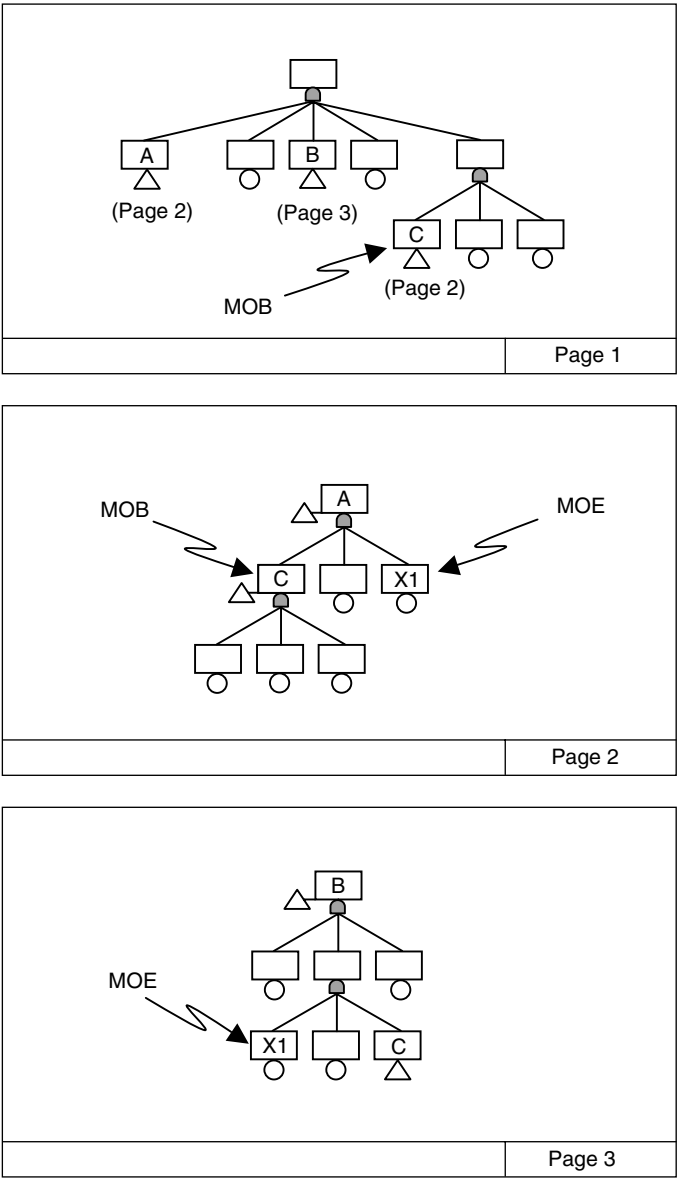 A
B
(Page 2)
(Page 3)
C
(Page 2)
MOB
Page 1
A
MOB
MOE
C
X1
Page 2
B
MOE
X1
C
Page 3